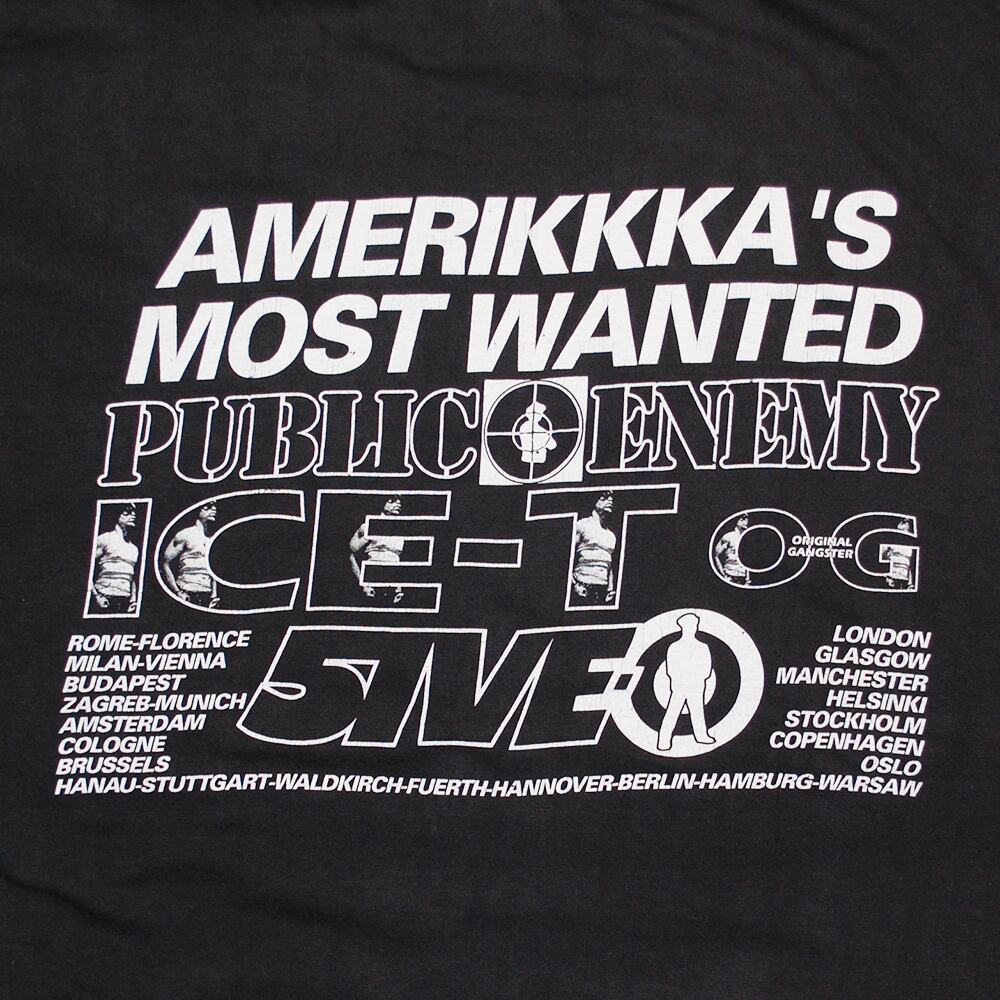 AMERIKKKA'S
MOST WANTED
PUBLIC ENEMY
ICE-T OG
ORIGINAL
GANGSTER
5IVE-O
ROME-FLORENCE
MILAN-VIENNA
BUDAPEST
ZAGREB-MUNICH
AMSTERDAM
COLOGNE
BRUSSELS
LONDON
GLASGOW
MANCHESTER
HELSINKI
STOCKHOLM
COPENHAGEN
OSLO
HANAU-STUTTGART-WALDKIRCH-FUERTH-HANNOVER-BERLIN-HAMBURG-WARSAW